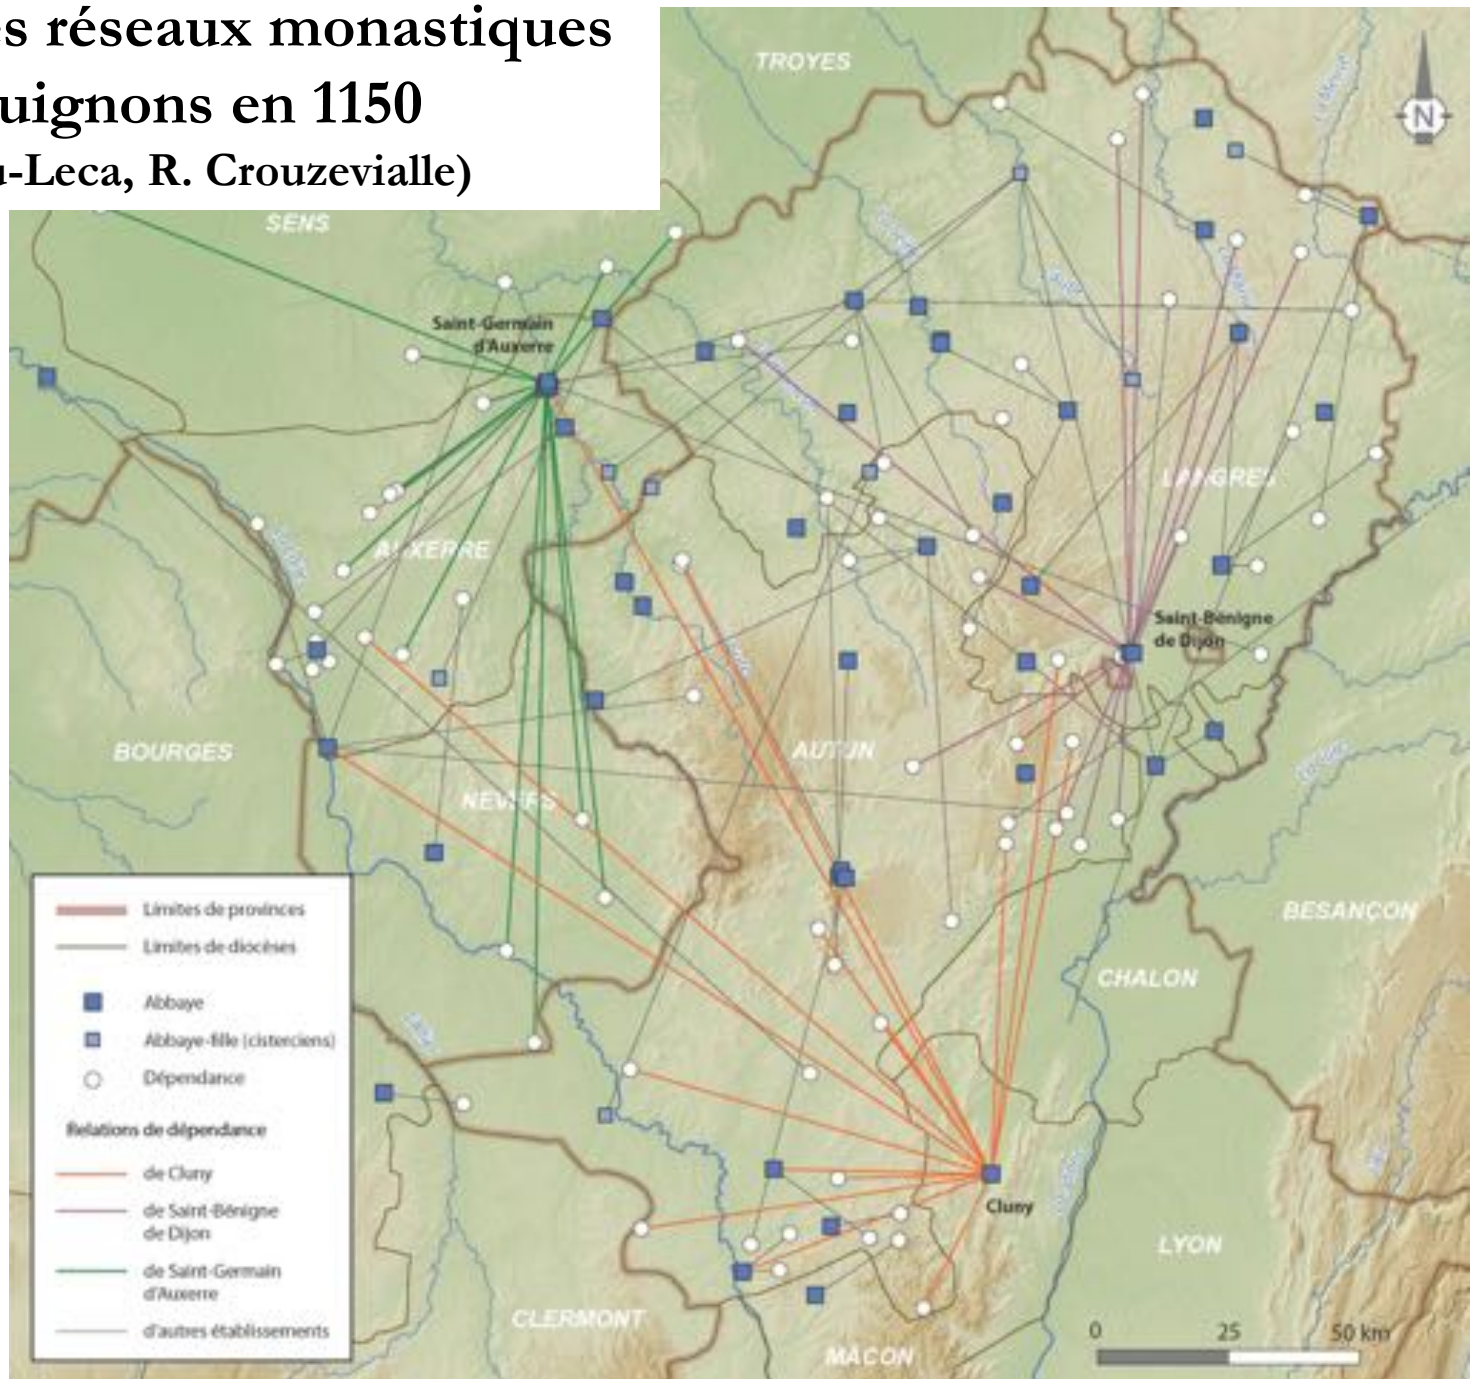 es réseaux monastiques
uignons en 1150
u-Leca, R. Crouzevialle)
TROYES
N
SENS
Saint-Germain
d'Auxerre
LANGRES
AUXERRE
Saint-Bénigne
de Dijon
BOURGES
AUTUN
NEVERS
BESANÇON
CHALON
Limites de provinces
Limites de diocèses
Abbaye
Abbaye-fille (cisterciens)
Dépendance
Relations de dépendance
de Cluny
de Saint-Bénigne
de Dijon
de Saint-Germain
d'Auxerre
d'autres établissements
Cluny
LYON
CLERMONT
MÂCON
0 25 50 km